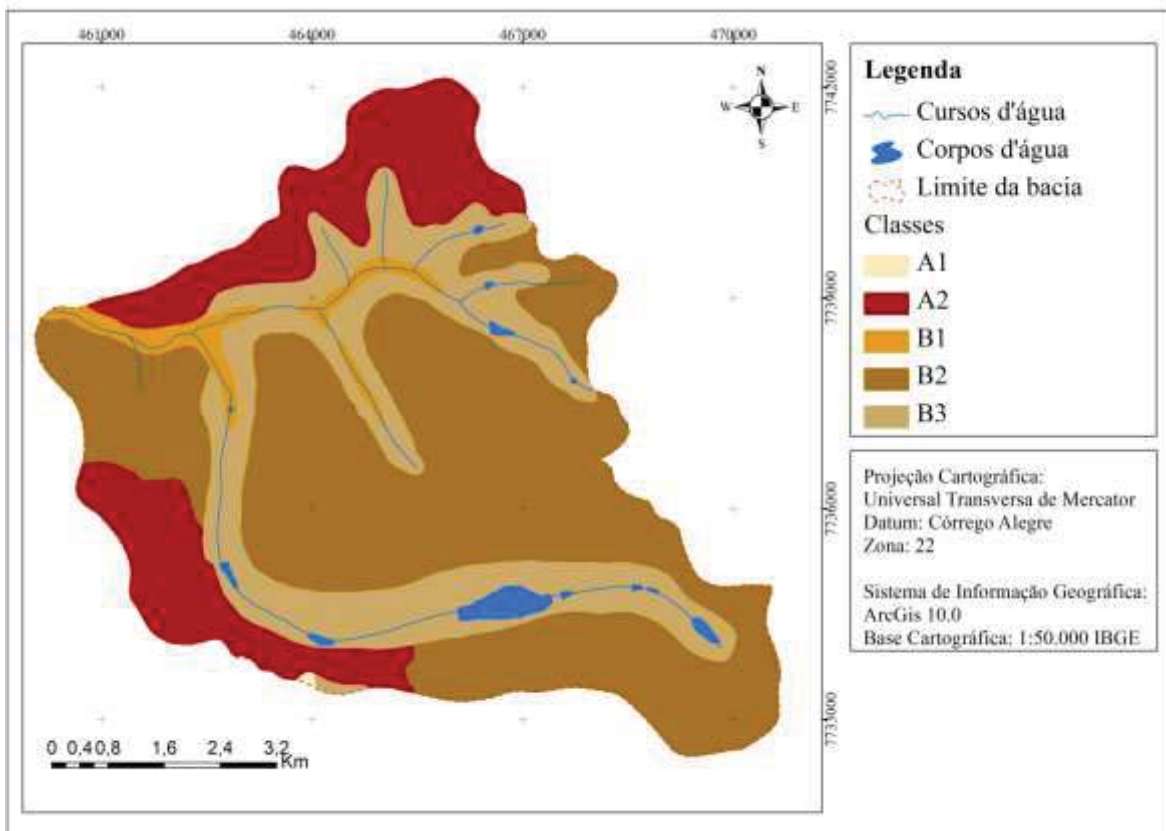 461000 464000 467000 470000
N
W E
S
7742000
7739000
7736000
7733000
0 0,4 0,8 1,6 2,4 3,2
Km
Legenda
Cursos d'água
Corpos d'água
Limite da bacia
Classes
A1
A2
B1
B2
B3
Projeção Cartográfica:
Universal Transversa de Mercator
Datum: Córrego Alegre
Zona: 22
Sistema de Informação Geográfica:
ArcGis 10.0
Base Cartográfica: 1:50.000 IBGE